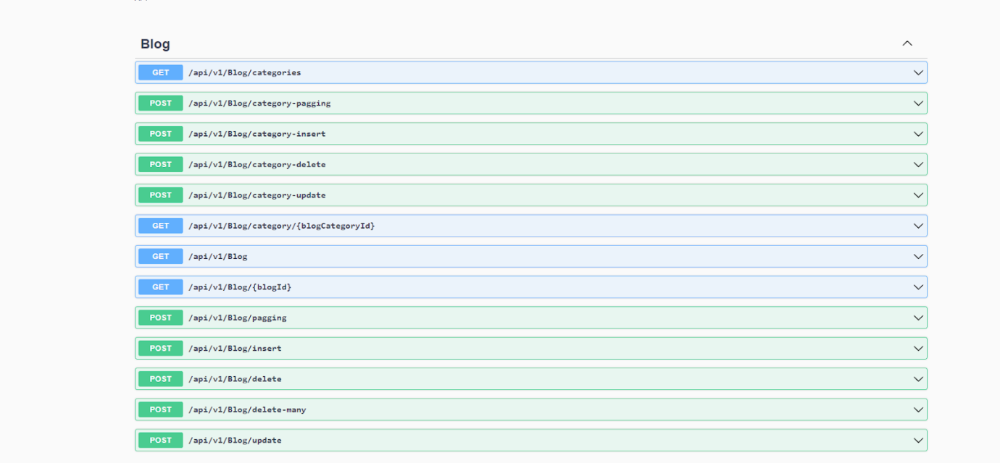 Blog
GET /api/v1/Blog/categories
POST /api/v1/Blog/category-pagging
POST /api/v1/Blog/category-insert
POST /api/v1/Blog/category-delete
POST /api/v1/Blog/category-update
GET /api/v1/Blog/category/{blogCategoryId}
GET /api/v1/Blog
GET /api/v1/Blog/{blogId}
POST /api/v1/Blog/pagging
POST /api/v1/Blog/insert
POST /api/v1/Blog/delete
POST /api/v1/Blog/delete-many
POST /api/v1/Blog/update